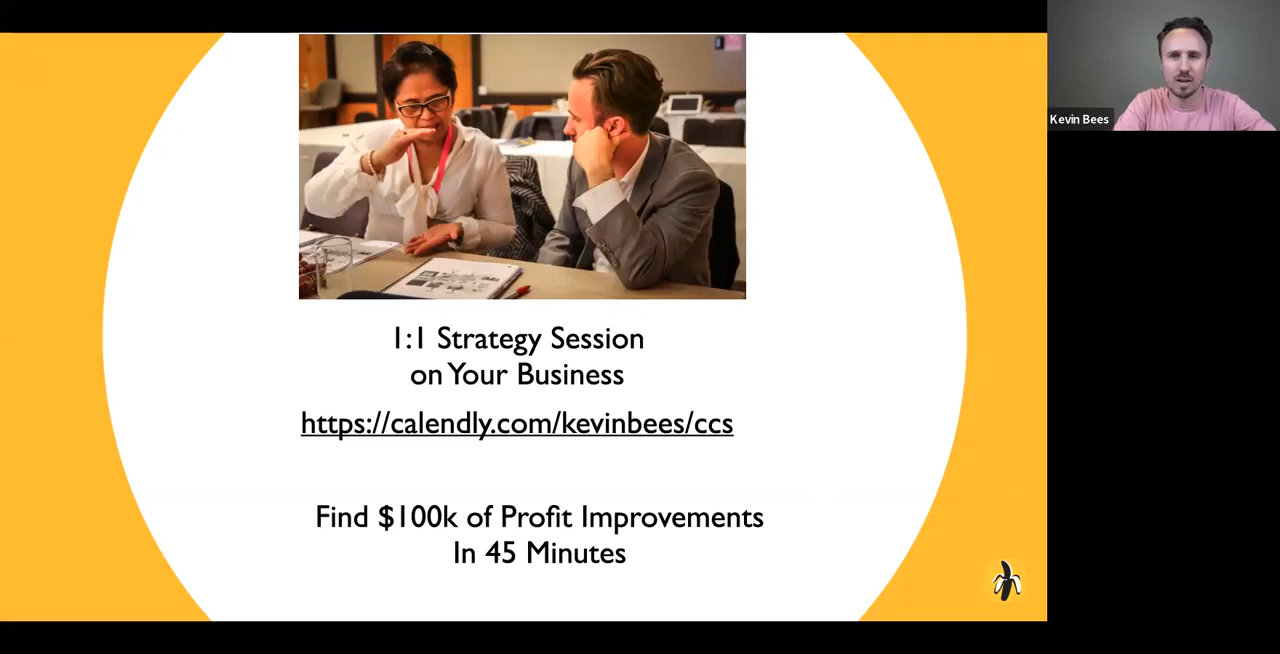 1:1 Strategy Session
on Your Business
https://calendly.com/kevinbees/ccs
Find $100k of Profit Improvements
In 45 Minutes
Kevin Bees